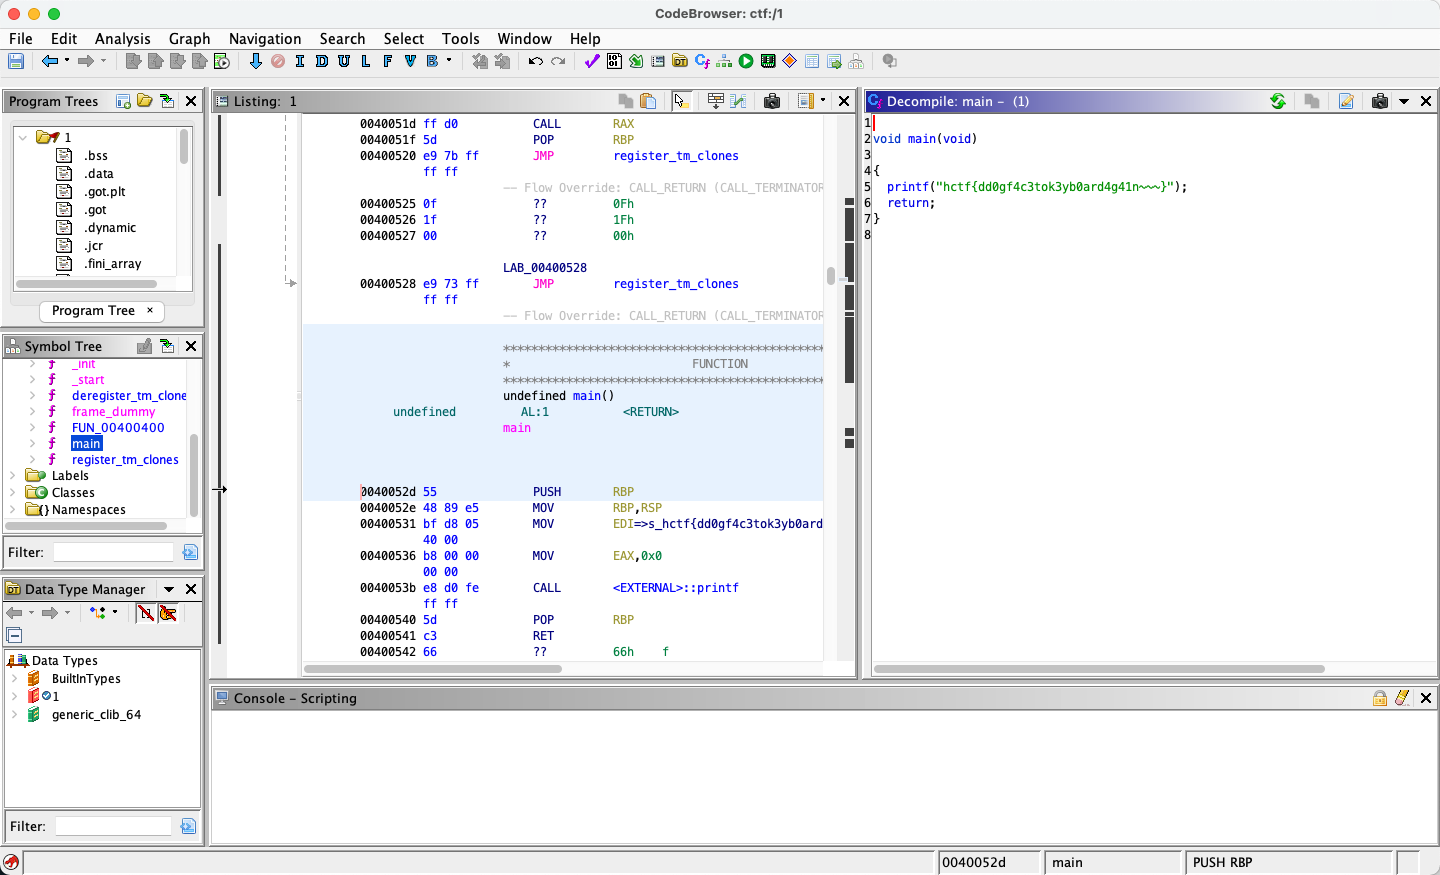 CodeBrowser: ctf:/1
File Edit Analysis Graph Navigation Search Select Tools Window Help
I D U L F V B
Program Trees
1
.bss
.data
.got.plt
.got
.dynamic
.jcr
.fini_array
Program Tree ×
Symbol Tree
_init
_start
deregister_tm_clone
frame_dummy
FUN_00400400
main
register_tm_clones
Labels
Classes
Namespaces
Filter:
Data Type Manager
Data Types
BuiltInTypes
1
generic_clib_64
Filter:
Listing: 1
0040051d ff d0 CALL RAX
0040051f 5d POP RBP
00400520 e9 7b ff JMP register_tm_clones
ff ff
-- Flow Override: CALL_RETURN (CALL_TERMINATOR
00400525 0f ?? 0Fh
00400526 1f ?? 1Fh
00400527 00 ?? 00h
LAB_00400528
00400528 e9 73 ff JMP register_tm_clones
ff ff
-- Flow Override: CALL_RETURN (CALL_TERMINATOR
* FUNCTION
undefined main()
undefined AL:1 <RETURN>
main
0040052d 55 PUSH RBP
0040052e 48 89 e5 MOV RBP,RSP
00400531 bf d8 05 MOV EDI=>s_hctf{dd0gf4c3tok3yb0ard
40 00
00400536 b8 00 00 MOV EAX,0x0
00 00
0040053b e8 d0 fe CALL <EXTERNAL>::printf
ff ff
00400540 5d POP RBP
00400541 c3 RET
00400542 66 ?? 66h f
Decompile: main - (1)
1
2 void main(void)
3
4 {
5 printf("hctf{dd0gf4c3tok3yb0ard4g41n~~~}");
6 return;
7 }
8
Console - Scripting
0040052d main PUSH RBP